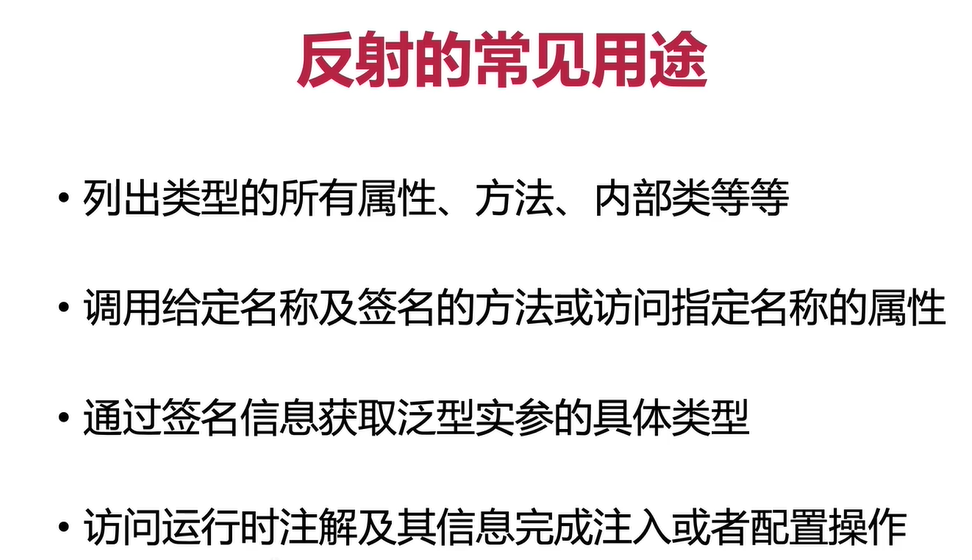 反射的常见用途
• 列出类型的所有属性、方法、内部类等等
• 调用给定名称及签名的方法或访问指定名称的属性
• 通过签名信息获取泛型实参的具体类型
• 访问运行时注解及其信息完成注入或者配置操作